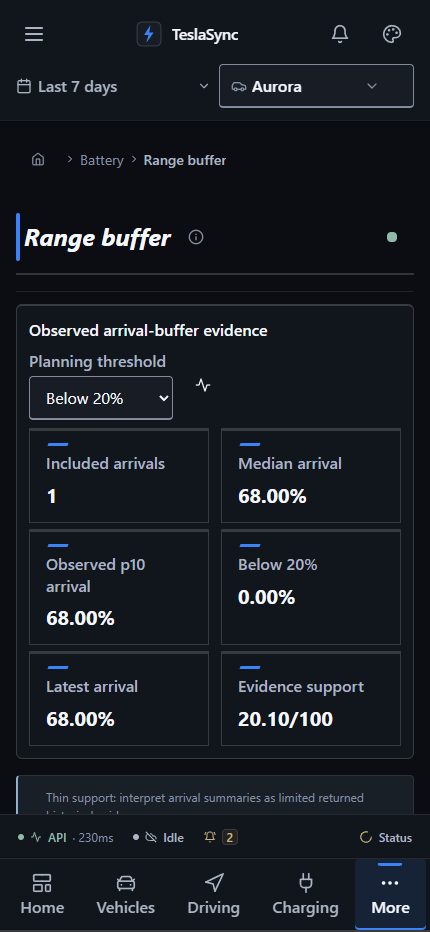 TeslaSync
Last 7 days
Aurora
Battery
Range buffer
Range buffer
Observed arrival-buffer evidence
Planning threshold
Below 20%
Included arrivals
Median arrival
1
68.00%
Observed p10
arrival
Below 20%
68.00%
0.00%
Latest arrival
Evidence support
68.00%
20.10/100
Thin support: interpret arrival summaries as limited returned
API · 230ms
Idle
2
Status
Home
Vehicles
Driving
Charging
More